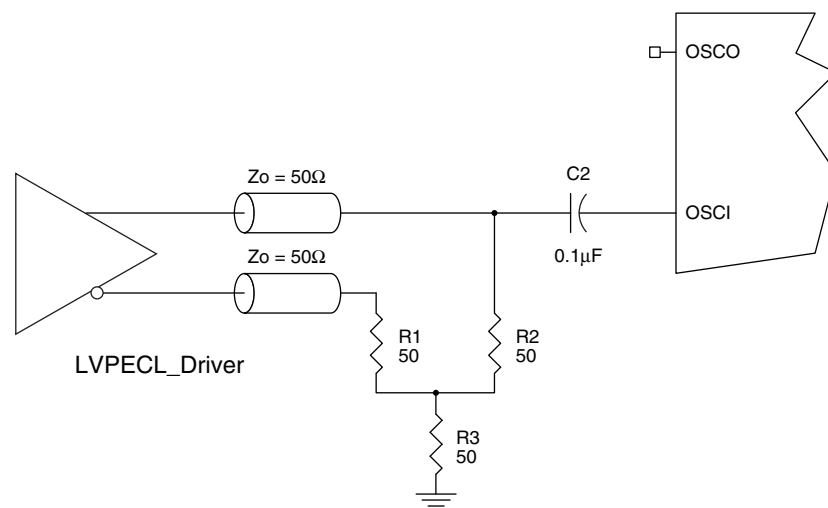 OSCO
C2
Zo = 50Ω
OSCI
0.1μF
Zo = 50Ω
R1
50
R2
50
LVPECL_Driver
R3
50